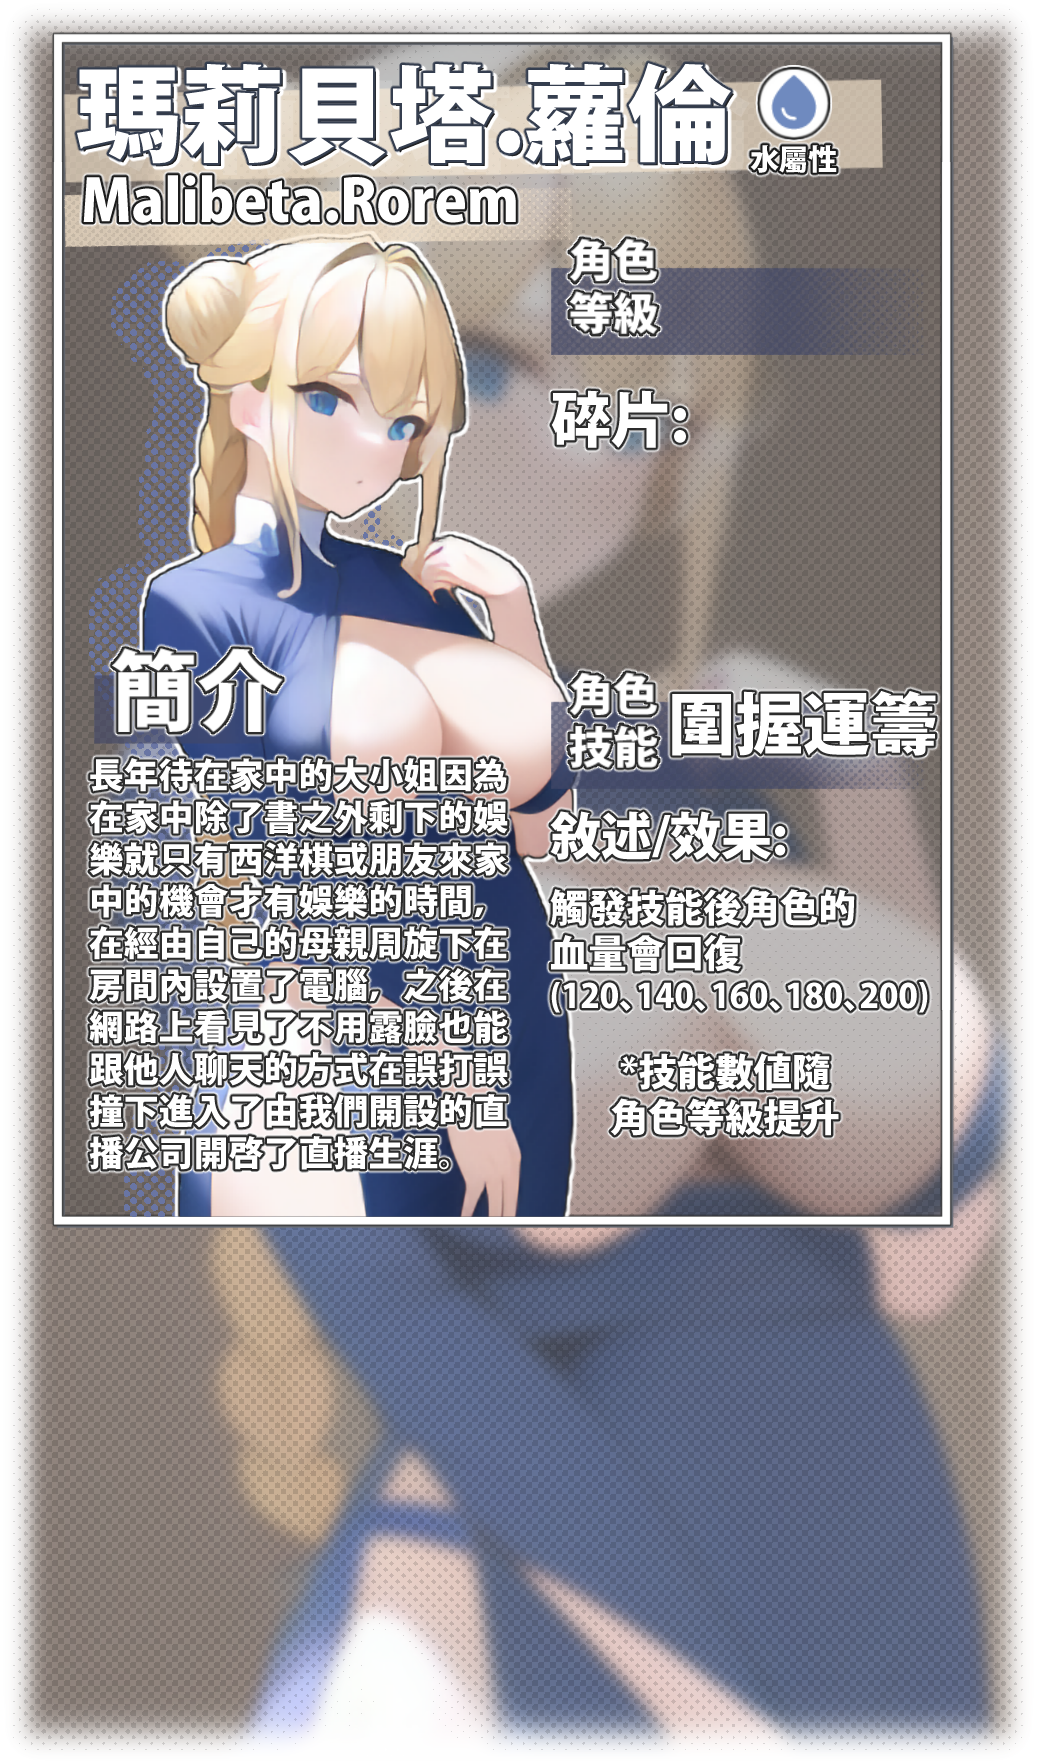 瑪莉貝塔.蘿倫
水屬性
Malibeta.Rorem
角色
等級
碎片:
簡介
長年待在家中的大小姐因為
在家中除了書之外剩下的娛
樂就只有西洋棋或朋友來家
中的機會才有娛樂的時間,
在經由自己的母親周旋下在
房間內設置了電腦, 之後在
網路上看見了不用露臉也能
跟他人聊天的方式在誤打誤
撞下進入了由我們開設的直
播公司開啓了直播生涯。
角色
技能
圍握運籌
敘述/效果:
觸發技能後角色的
血量會回復
(120、140、160、180、200)
*技能數值隨
角色等級提升